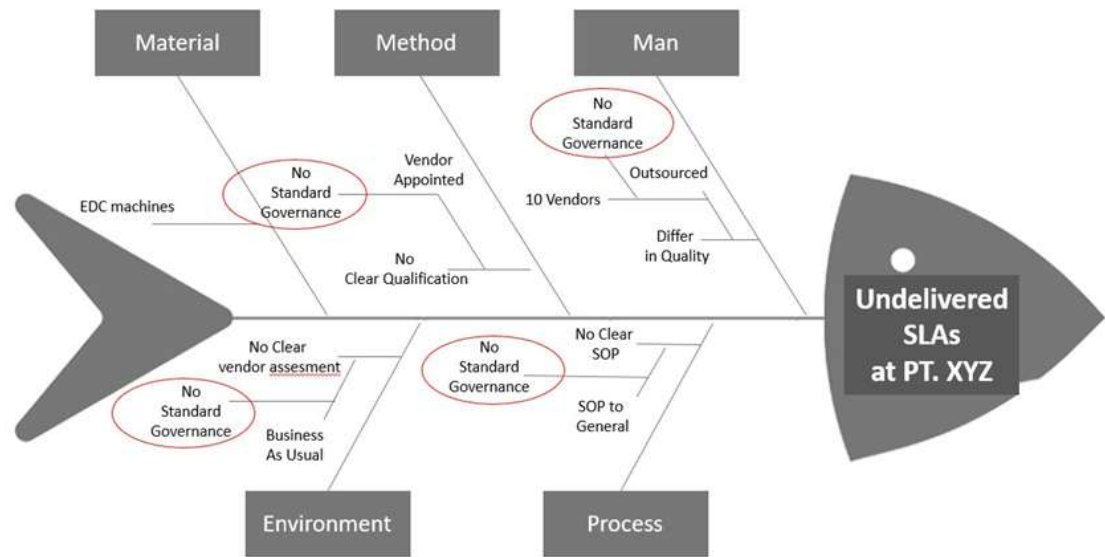 Material
Method
Man
No
Standard
Governance
Vendor
Appointed
No
Standard
Governance
Outsourced
10 Vendors
EDC machines
Differ
in Quality
No
Clear Qualification
Undelivered
SLAs
at PT. XYZ
No Clear
vendor assesment
No
Standard
Governance
Business
As Usual
No Clear
SOP
No
Standard
Governance
SOP to
General
Environment
Process